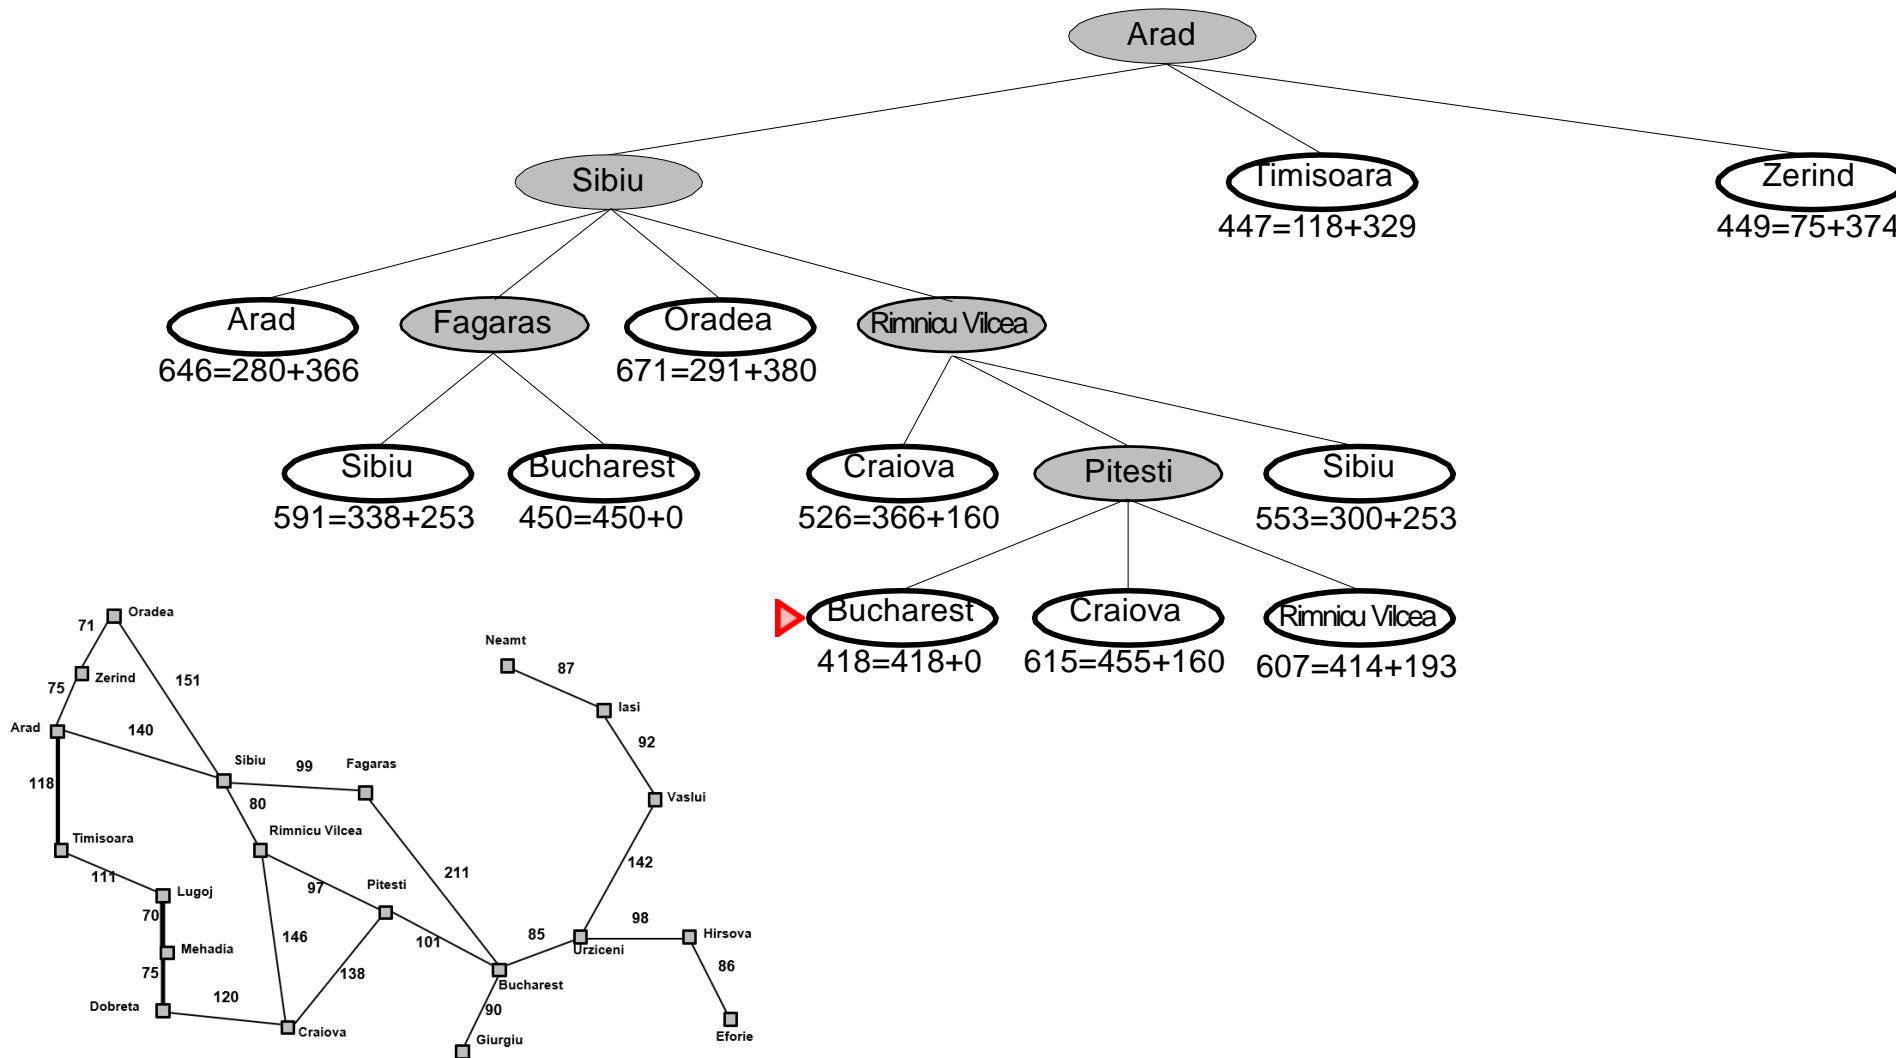 Arad
Sibiu
Timisoara
Zerind
447=118+329
449=75+374
Arad
Fagaras
Oradea
Rimnicu Vilcea
646=280+366
671=291+380
Sibiu
Bucharest
Craiova
Pitesti
Sibiu
591=338+253
450=450+0
526=366+160
553=300+253
Bucharest
Craiova
Rimnicu Vilcea
418=418+0
615=455+160
607=414+193
Oradea
71
Neamt
87
Zerind
75
151
Iasi
Arad
140
92
Sibiu
99
Fagaras
118
80
Vaslui
Timisoara
Rimnicu Vilcea
142
111
211
Lugoj
97
Pitesti
70
98
146
101
85
Hirsova
Mehadia
Urziceni
75
138
86
Bucharest
Dobreta
120
90
Craiova
Eforie
Giurgiu